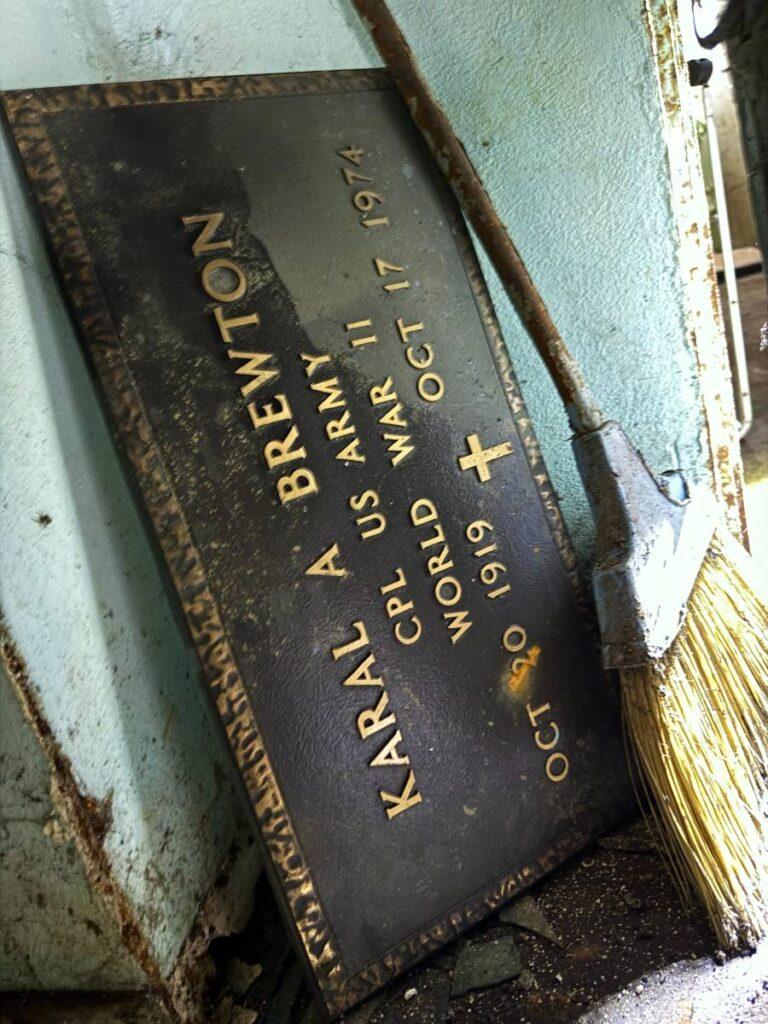 KARAL A BREWTON
CPL US ARMY
WORLD WAR II
OCT 20 1919 OCT 17 1974